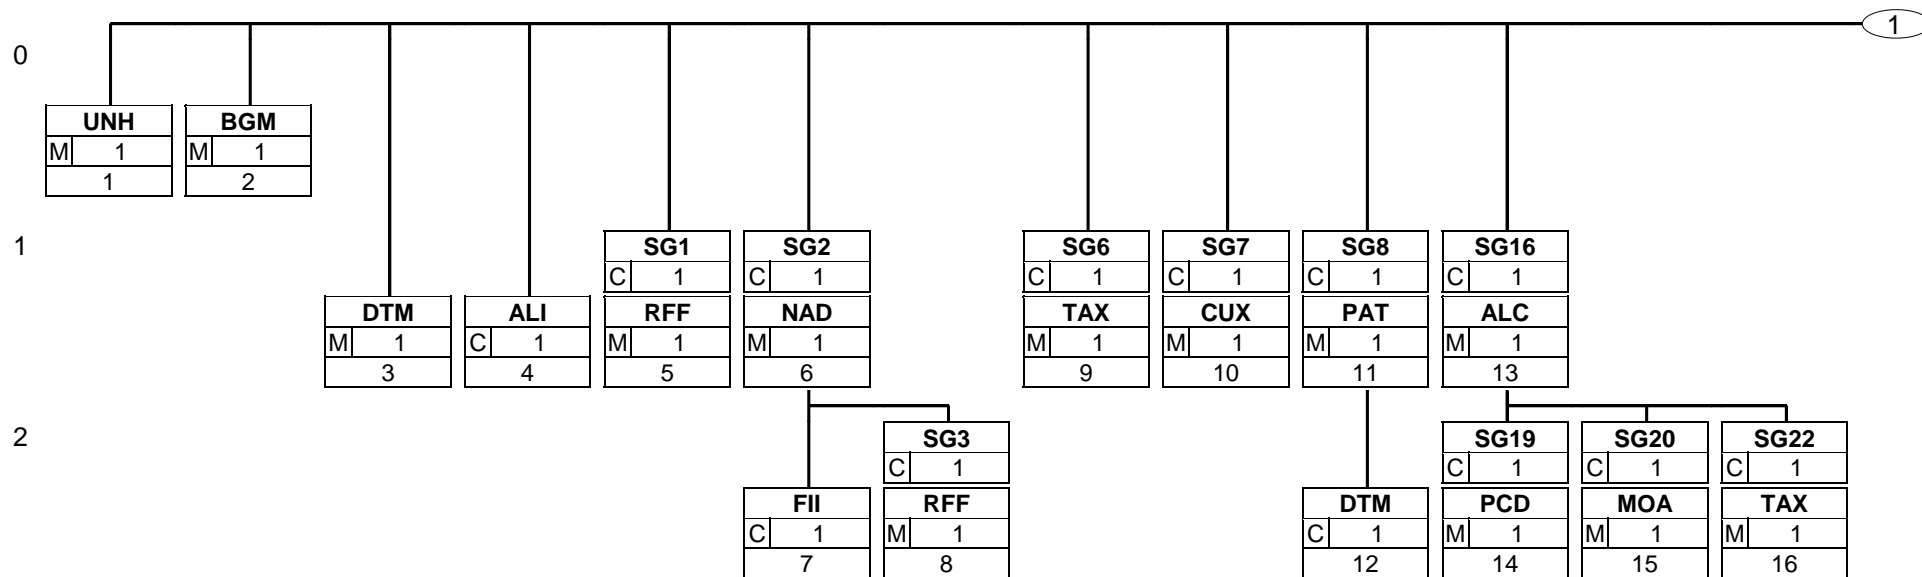 1
0
UNH BGM
M 1 M 1
1 2
1 SG1 SG2 SG6 SG7 SG8 SG16
C 1 C 1 C 1 C 1 C 1 C 1
DTM ALI RFF NAD TAX CUX PAT ALC
M 1 C 1 M 1 M 1 M 1 M 1 M 1 M 1
3 4 5 6 9 10 11 13
2 SG3 SG19 SG20 SG22
C 1 C 1 C 1 C 1
FII RFF DTM PCD MOA TAX
C 1 M 1 C 1 M 1 M 1 M 1
7 8 12 14 15 16